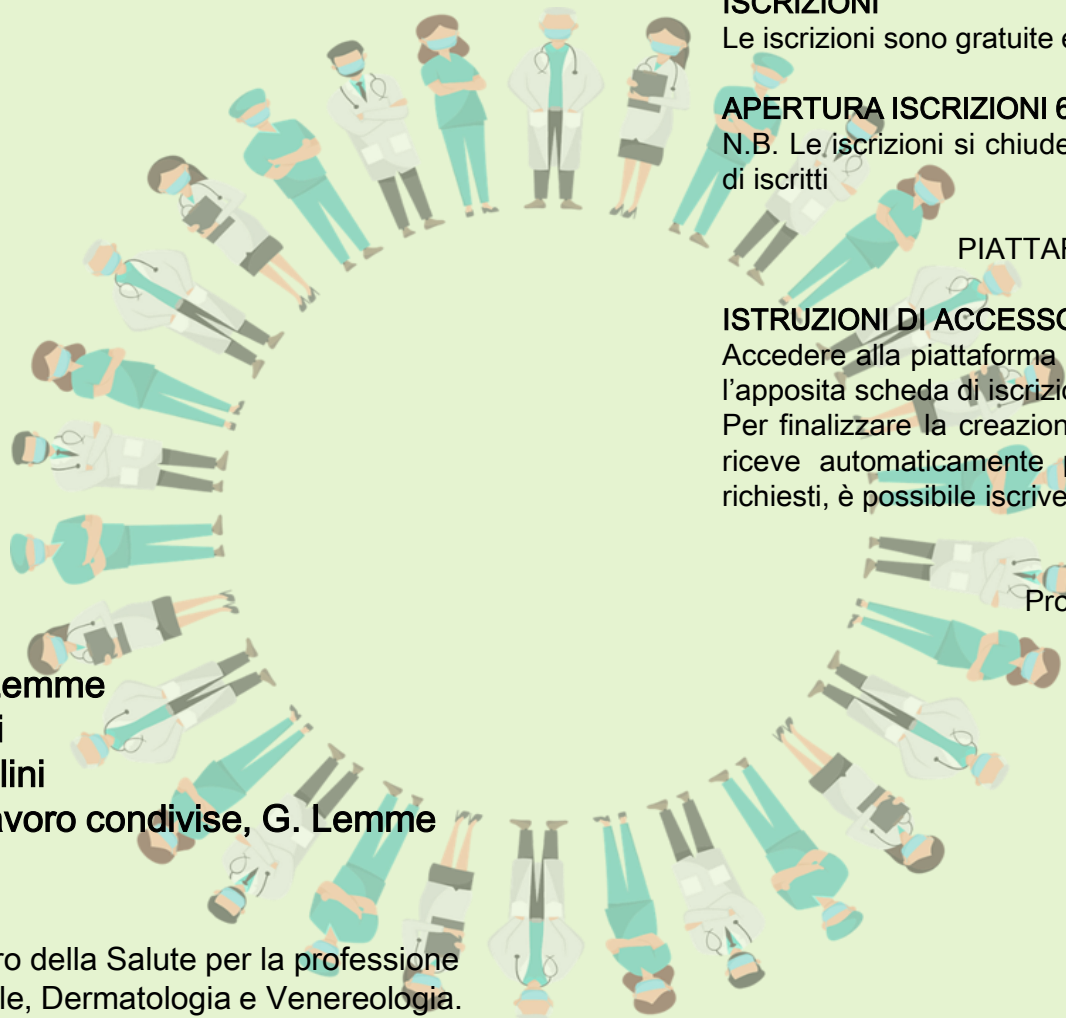 emme
i
lini
avoro condivise, G. Lemme
ro della Salute per la professione
le, Dermatologia e Venereologia.
ISCRIZIONI
Le iscrizioni sono gratuite e
APERTURA ISCRIZIONI 6
N.B. Le iscrizioni si chiude
di iscritti
PIATTAF
ISTRUZIONI DI ACCESSO
Accedere alla piattaforma
l’apposita scheda di iscrizio
Per finalizzare la creazion
riceve automaticamente p
richiesti, è possibile iscrive
Pro